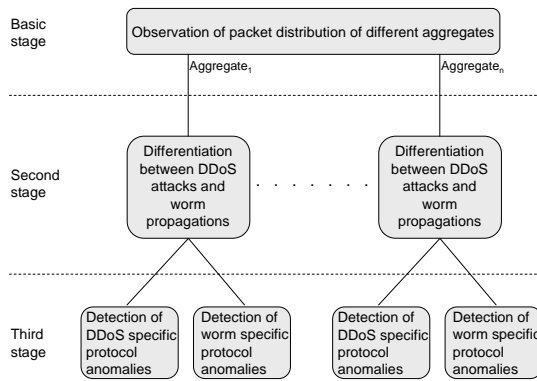 Basic
stage
Observation of packet distribution of different aggregates
Aggregate1
Aggregaten
Second
stage
Differentiation
between DDoS
attacks and
worm
propagations
. . . . . . .
Differentiation
between DDoS
attacks and
worm
propagations
Third
stage
Detection of
DDoS specific
protocol
anomalies
Detection of
worm specific
protocol
anomalies
Detection of
DDoS specific
protocol
anomalies
Detection of
worm specific
protocol
anomalies